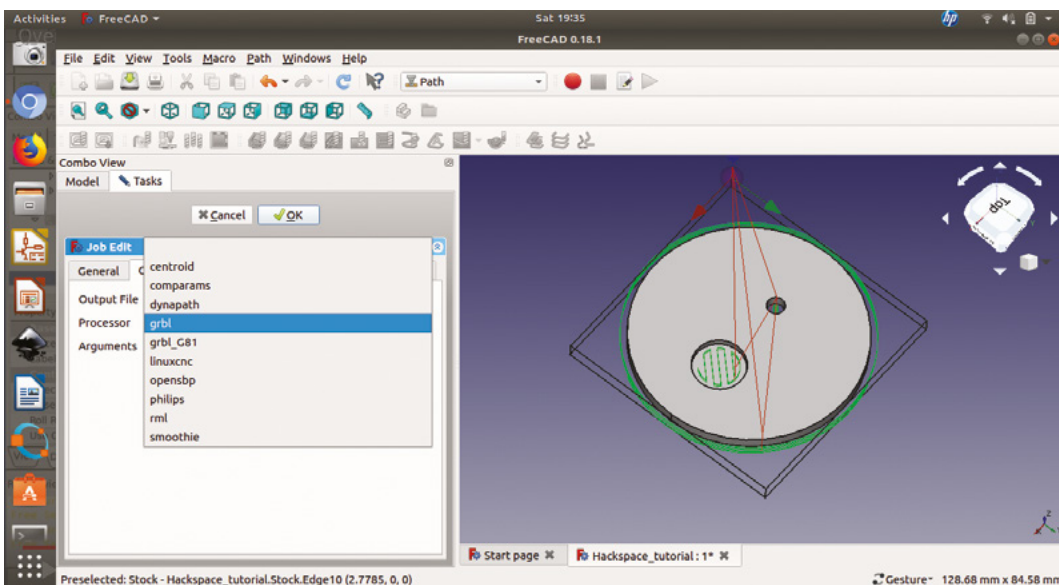 Activities
FreeCAD
Sat 19:35
FreeCAD 0.18.1
File Edit View Tools Macro Path Windows Help
Path
Combo View
Model
Tasks
Cancel
OK
Job Edit
General
Output File
Processor
Arguments
centroid
comparams
dynapath
grbl
grbl_G81
linuxcnc
opensbp
philips
rml
smoothie
Top
Z
Start page
Hackspace_tutorial : 1*
Preselected: Stock - Hackspace_tutorial.Stock.Edge10 (2.7785, 0, 0)
Gesture
128.68 mm x 84.58 mm